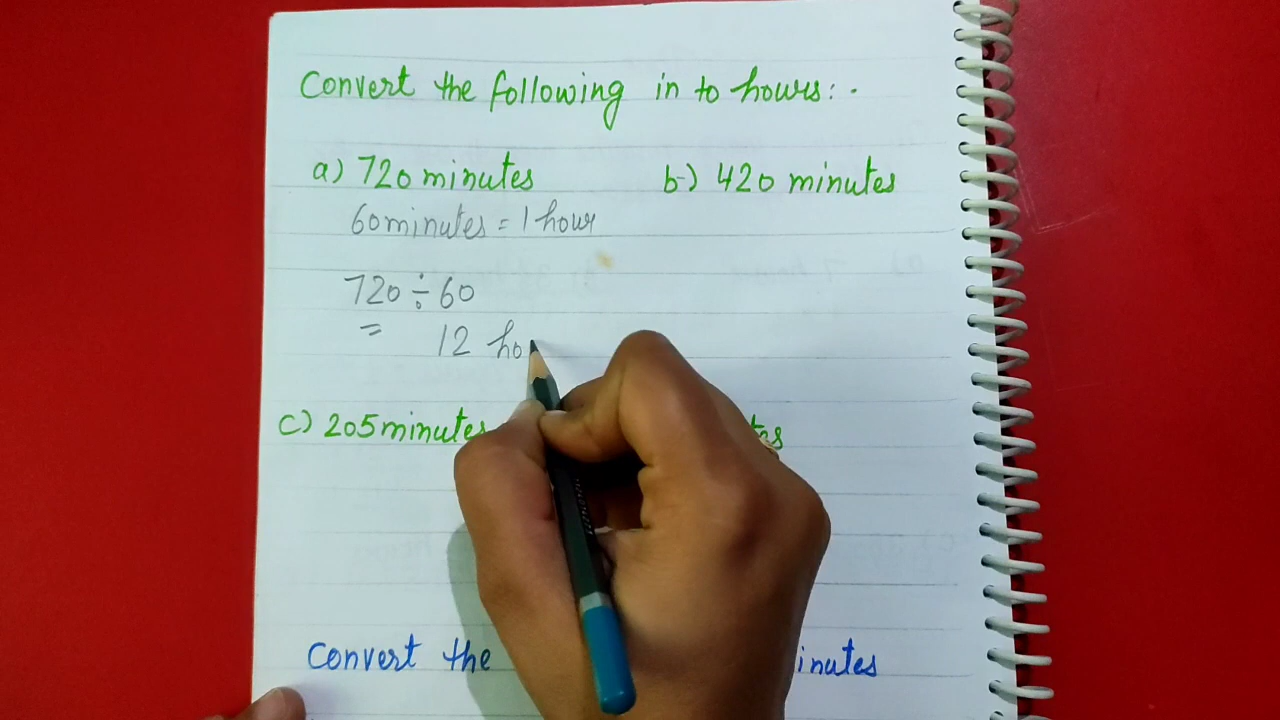 Convert the following in to hours:-
a) 720 minutes b) 420 minutes
60 minutes = 1 hour
720 ÷ 60
= 12 ho
c) 205 minutes
Convert the